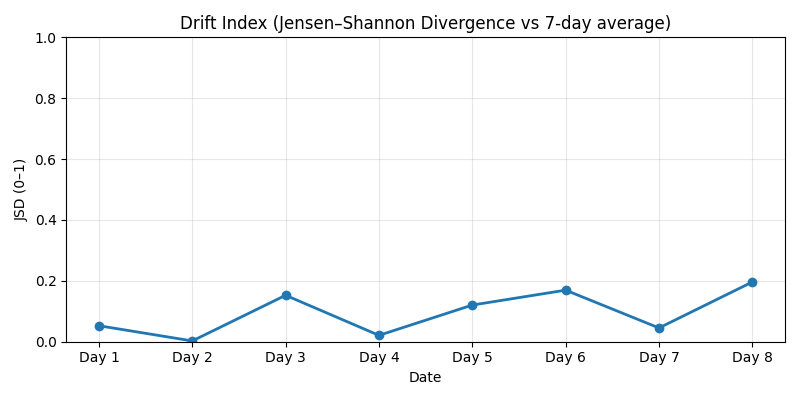 Drift Index (Jensen–Shannon Divergence vs 7-day average)
JSD (0–1)
1.0
0.8
0.6
0.4
0.2
0.0
Day 1 Day 2 Day 3 Day 4 Day 5 Day 6 Day 7 Day 8
Date